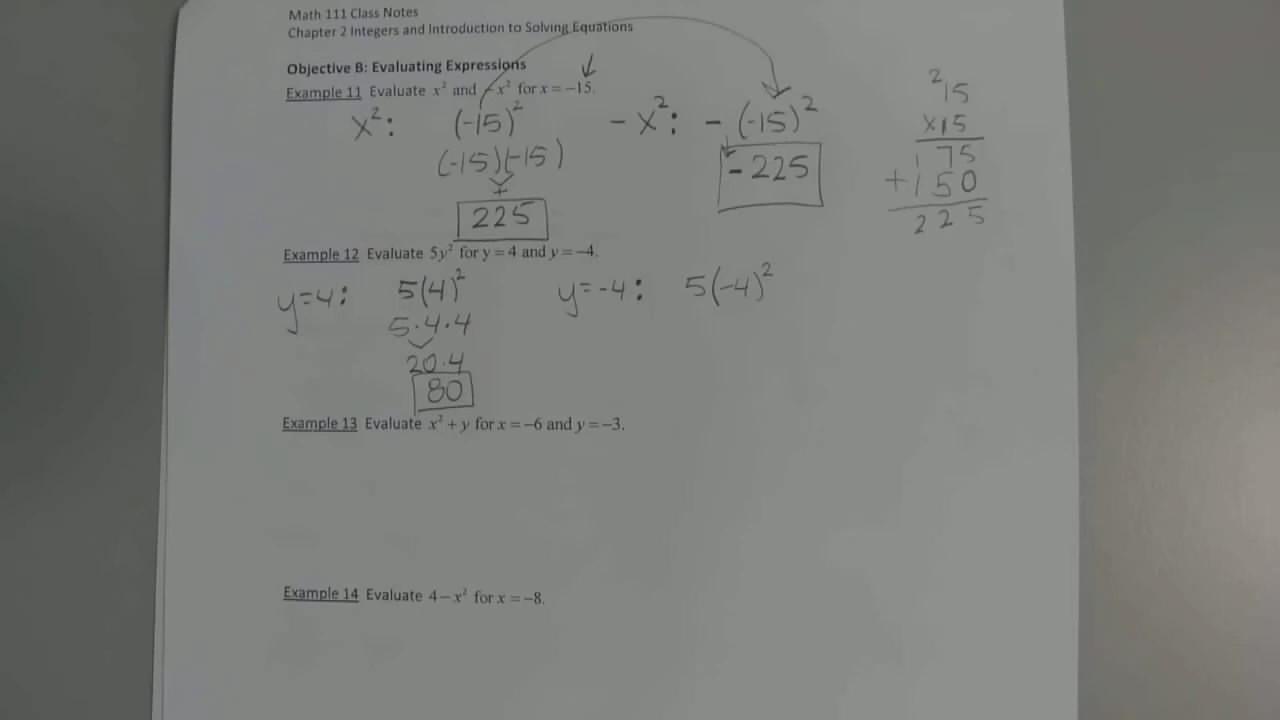 Math 111 Class Notes
Chapter 2 Integers and Introduction to Solving Equations
Objective B: Evaluating Expressions
Example 11 Evaluate x² and −x² for x = −15.
x²: (-15)² - x²: - (-15)²
(-15)(-15)
+
225
- 225
2
15
x15
175
+150
225
Example 12 Evaluate 5y² for y = 4 and y = −4.
y=4: 5(4)² y=-4: 5(-4)²
5·4·4
20·4
80
Example 13 Evaluate x² + y for x = −6 and y = −3.
Example 14 Evaluate 4 − x² for x = −8.